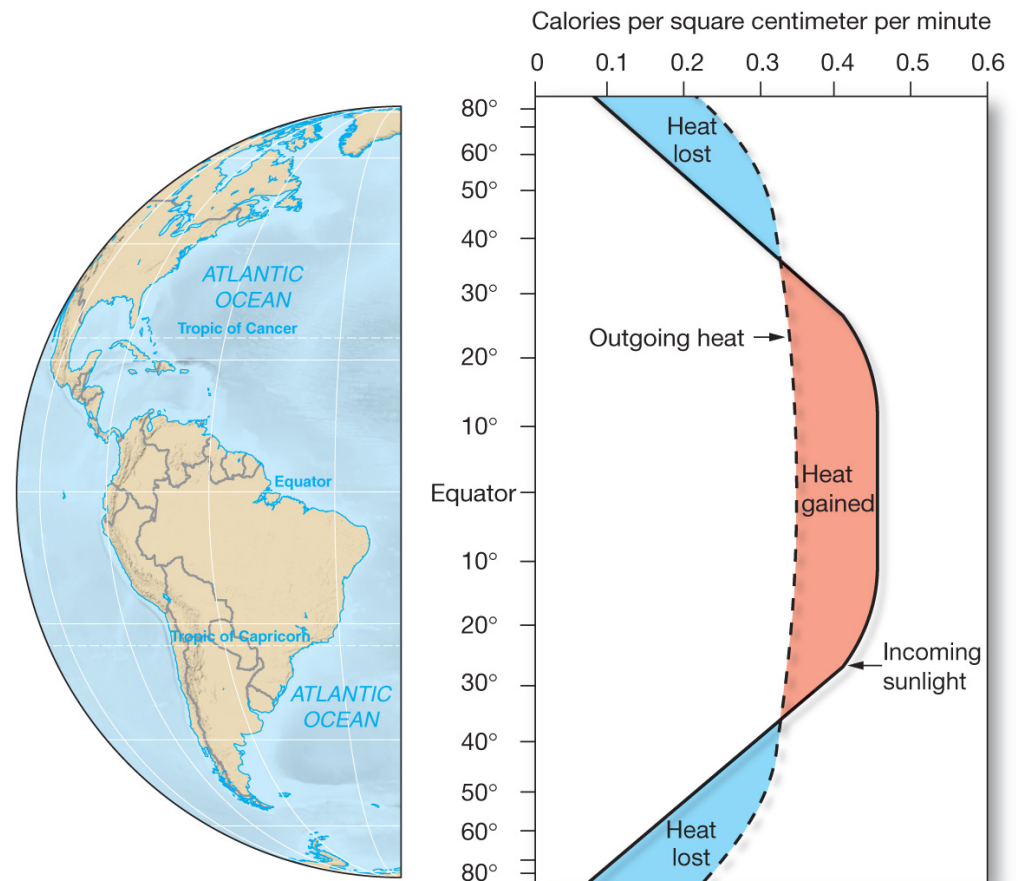 Calories per square centimeter per minute
0 0.1 0.2 0.3 0.4 0.5 0.6
80°
Heat
lost
60°
50°
40°
ATLANTIC
OCEAN
30°
Tropic of Cancer
Outgoing heat
20°
10°
Equator
Equator
Heat
gained
10°
20°
Tropic of Capricorn
Incoming
sunlight
30°
ATLANTIC
OCEAN
40°
50°
60°
Heat
lost
80°